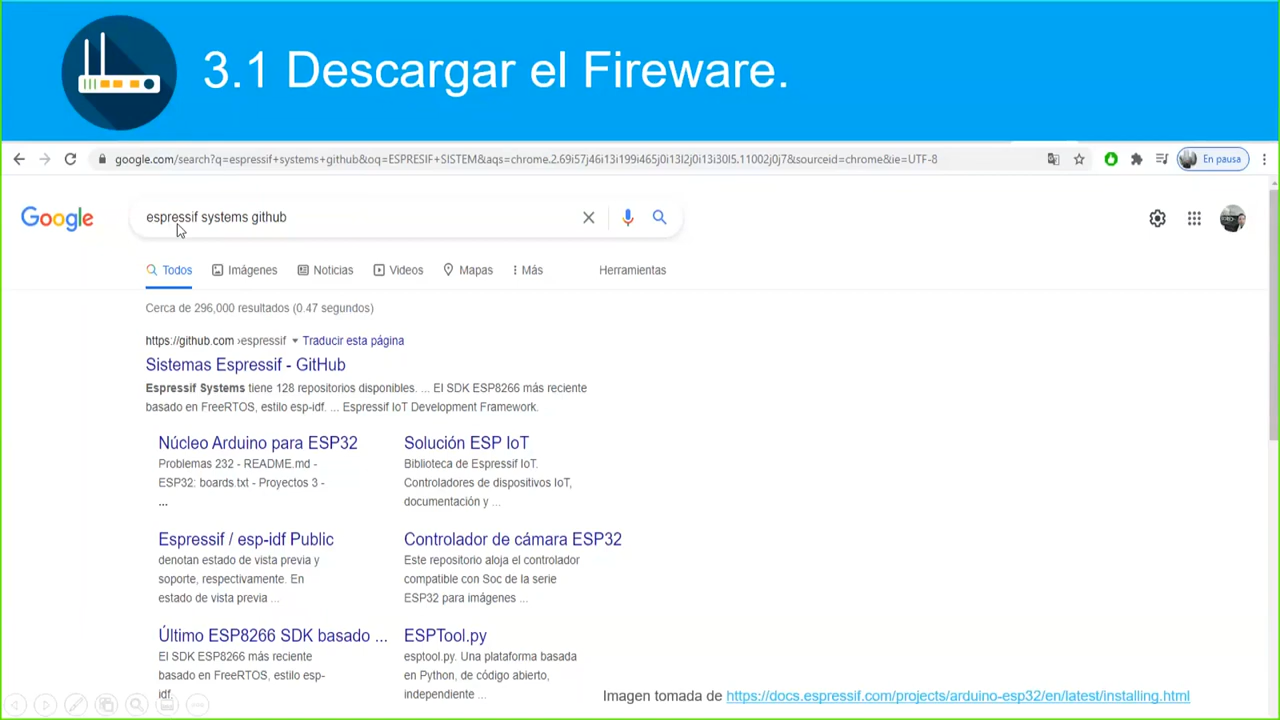 3.1 Descargar el Fireware.
google.com/search?q=espressif+systems+github&oq=ESPRESIF+SISTEM&aqs=chrome.2.69i57j46i13i199i465j0i13l2j0i13i30l5.11002j0j7&sourceid=chrome&ie=UTF-8
En pausa
Google
espressif systems github
Todos
Imágenes
Noticias
Videos
Mapas
Más
Herramientas
Cerca de 296,000 resultados (0.47 segundos)
https://github.com › espressif ▾ Traducir esta página
Sistemas Espressif - GitHub
Espressif Systems tiene 128 repositorios disponibles. ... El SDK ESP8266 más reciente
basado en FreeRTOS, estilo esp-idf. ... Espressif IoT Development Framework.
Núcleo Arduino para ESP32
Problemas 232 - README.md -
ESP32: boards.txt - Proyectos 3 -
...
Solución ESP IoT
Biblioteca de Espressif IoT.
Controladores de dispositivos IoT,
documentación y ...
Espressif / esp-idf Public
denotan estado de vista previa y
soporte, respectivamente. En
estado de vista previa ...
Controlador de cámara ESP32
Este repositorio aloja el controlador
compatible con Soc de la serie
ESP32 para imágenes ...
Último ESP8266 SDK basado ...
El SDK ESP8266 más reciente
basado en FreeRTOS, estilo esp-
idf.
ESPTool.py
esptool.py. Una plataforma basada
en Python, de código abierto,
independiente ...
Imagen tomada de https://docs.espressif.com/projects/arduino-esp32/en/latest/installing.html